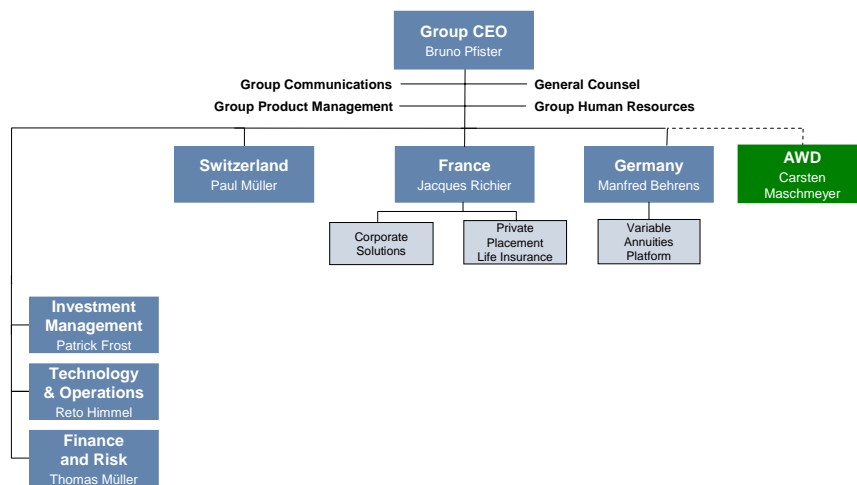 Group CEO
Bruno Pfister
Group Communications
General Counsel
Group Product Management
Group Human Resources
Switzerland
Paul Müller
France
Jacques Richier
Germany
Manfred Behrens
AWD
Carsten
Maschmeyer
Corporate
Solutions
Private
Placement
Life Insurance
Variable
Annuities
Platform
Investment
Management
Patrick Frost
Technology
& Operations
Reto Himmel
Finance
and Risk
Thomas Müller